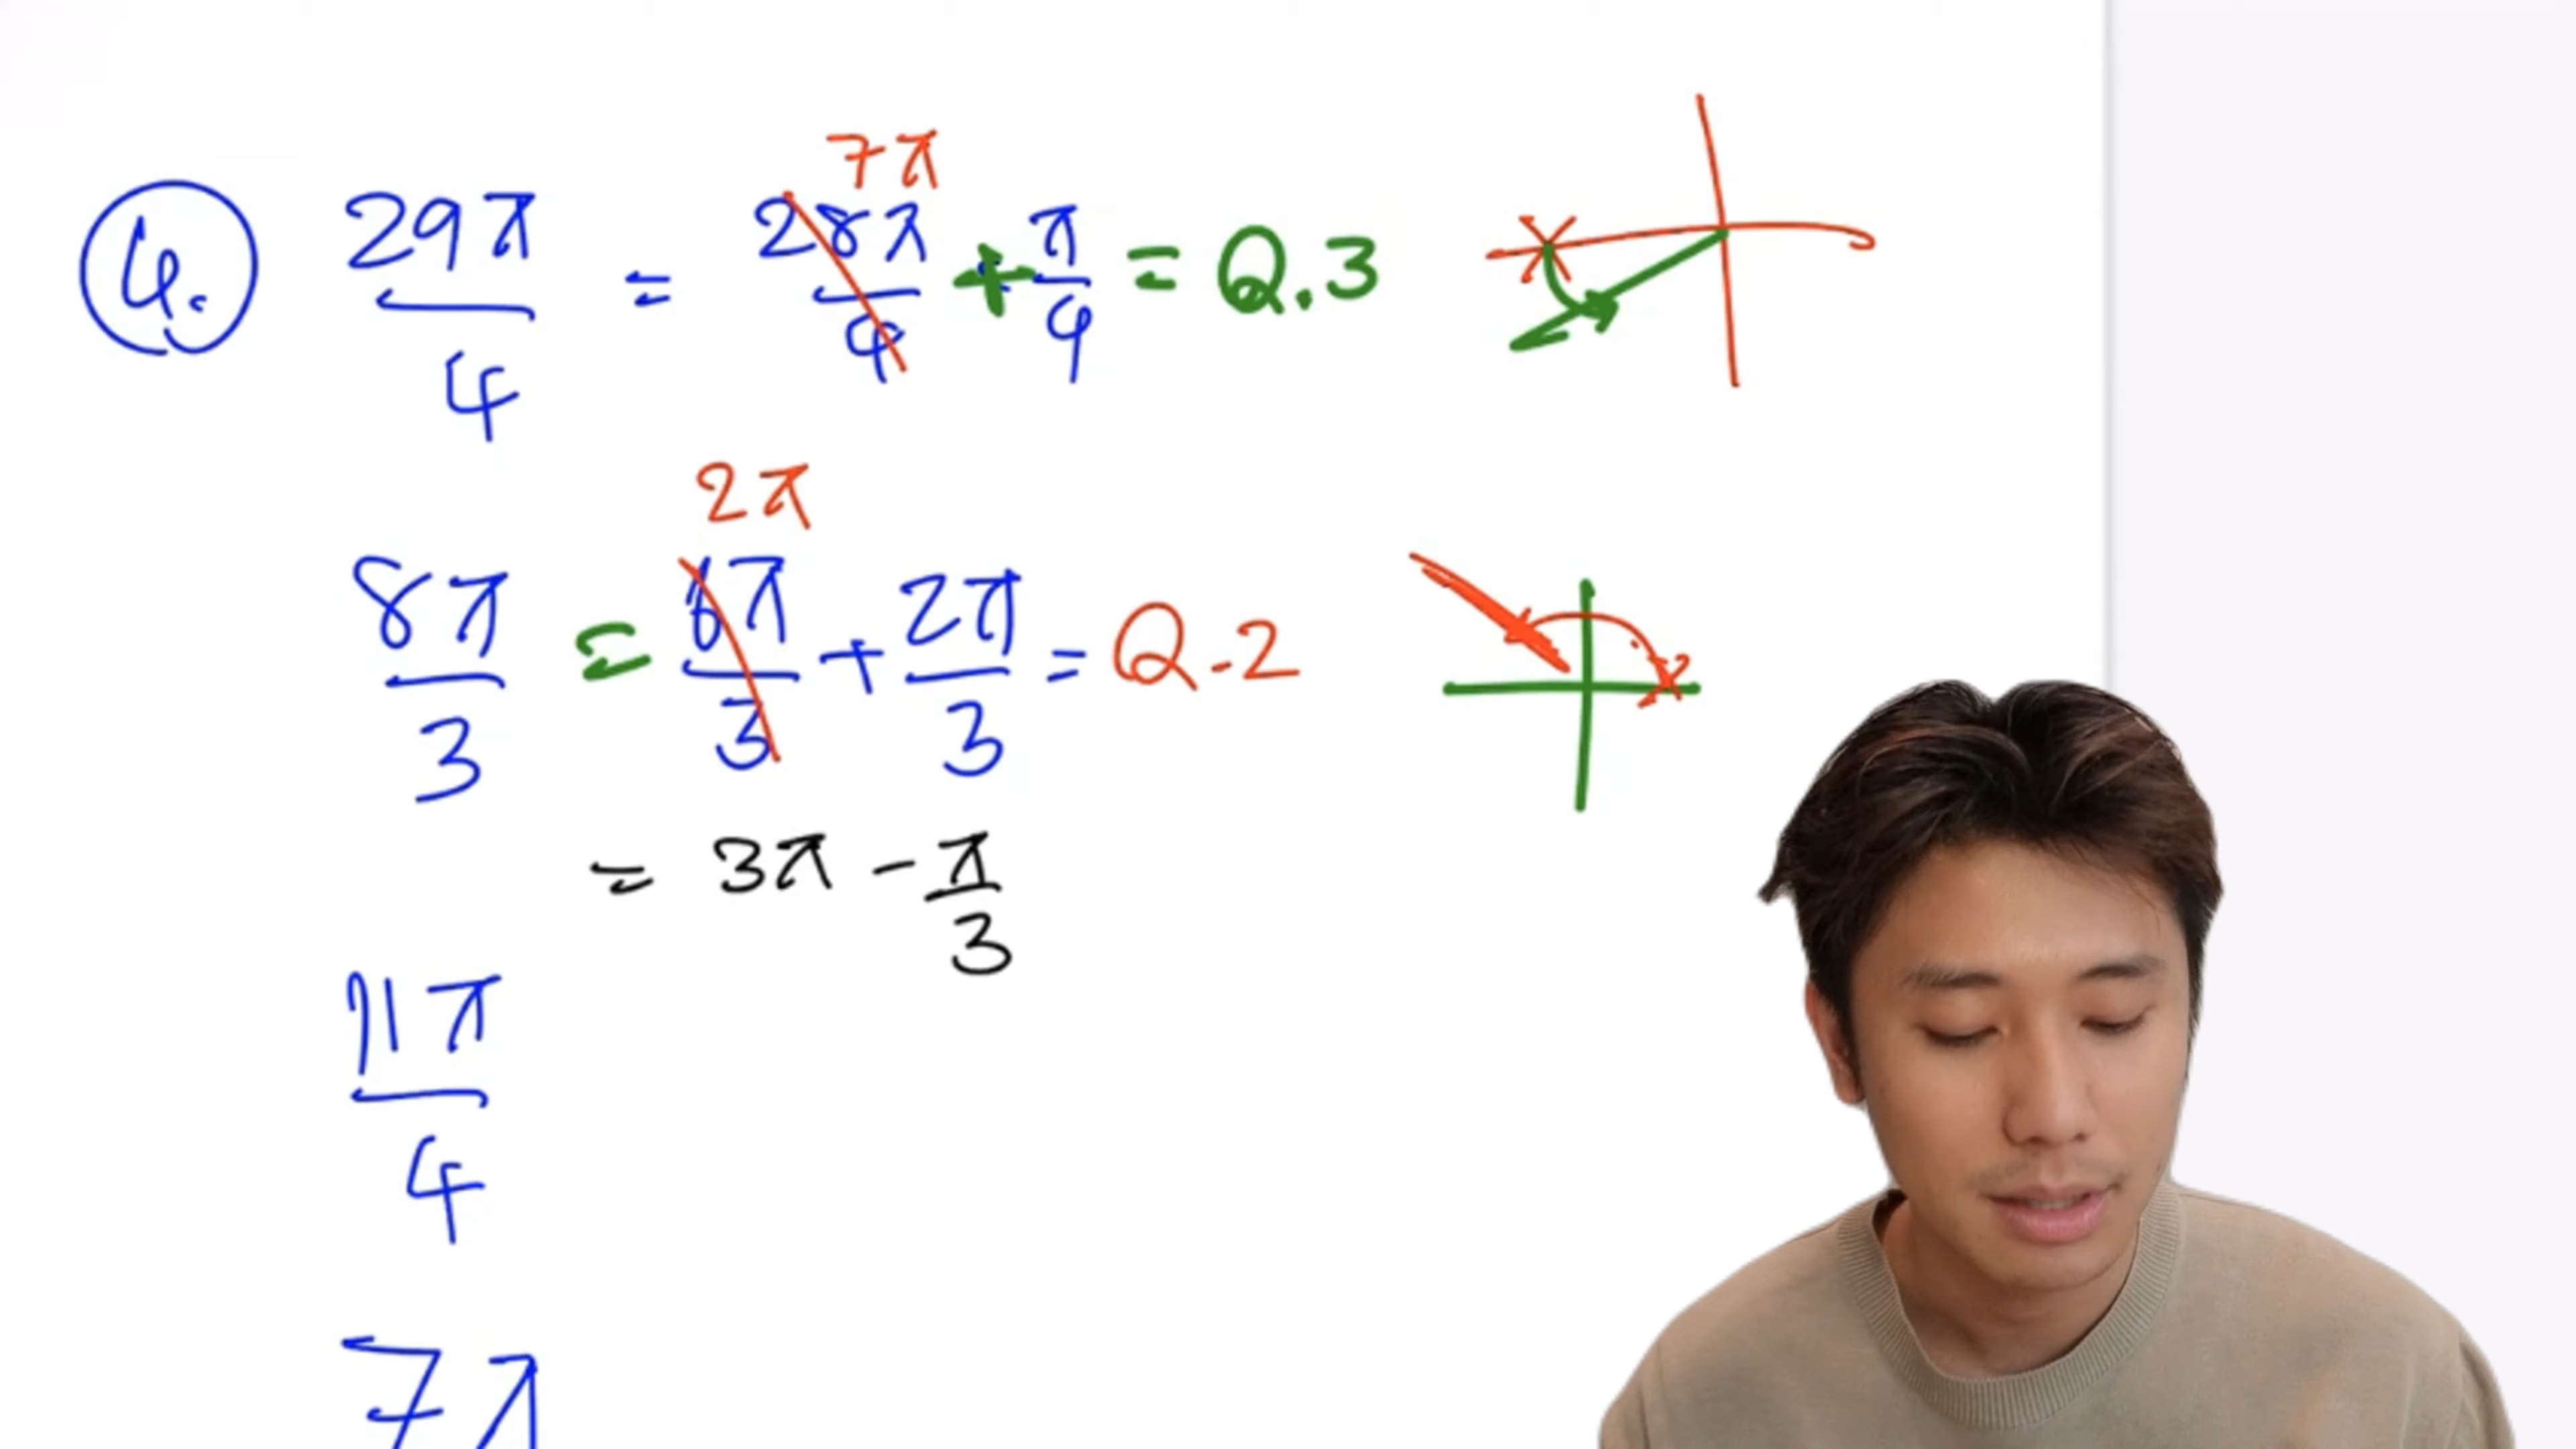 7π
4. 29π/4 = 28π/4 + π/4 = Q.3
2π
8π/3 = 6π/3 + 2π/3 = Q-2
= 3π - π/3
11π/4
7π